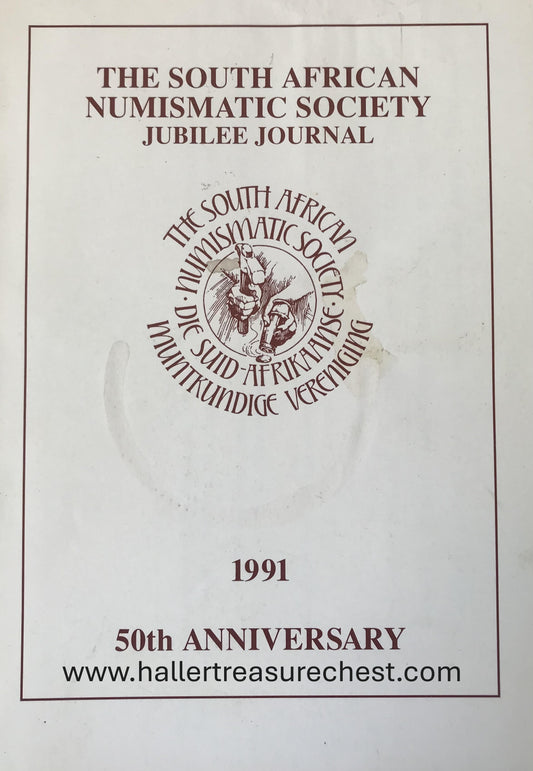 THE SOUTH AFRICAN
NUMISMATIC SOCIETY
JUBILEE JOURNAL
THE SOUTH AFRICAN
NUMISMATIC SOCIETY ·
DIE SUID-AFRIKAANSE ·
MUNTKUNDIGE VERENIGING
1991
50th ANNIVERSARY
www.hallertreasurechest.com